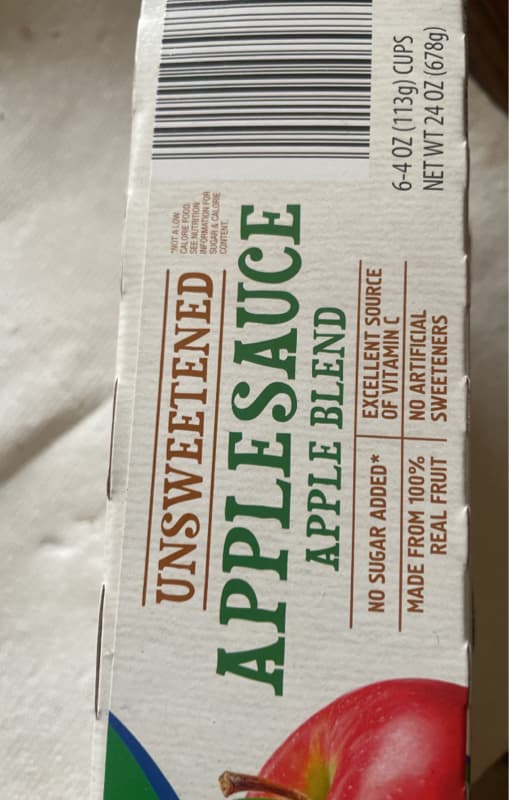 UNSWEETENED
*NOT A LOW
CALORIE FOOD.
SEE NUTRITION
INFORMATION FOR
SUGAR & CALORIE
CONTENT.
APPLESAUCE
APPLE BLEND
NO SUGAR ADDED*
EXCELLENT SOURCE
OF VITAMIN C
MADE FROM 100%
REAL FRUIT
NO ARTIFICIAL
SWEETENERS
6-4 OZ (113g) CUPS
NET WT 24 OZ (678g)